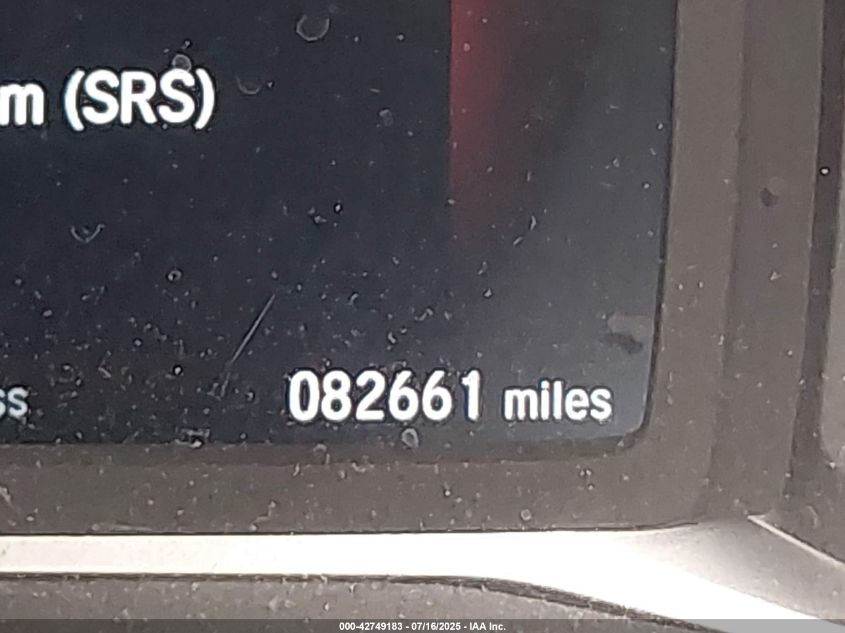 m (SRS)
ss
082661 miles
000-42749183 - 07/16/2025 - IAA Inc.